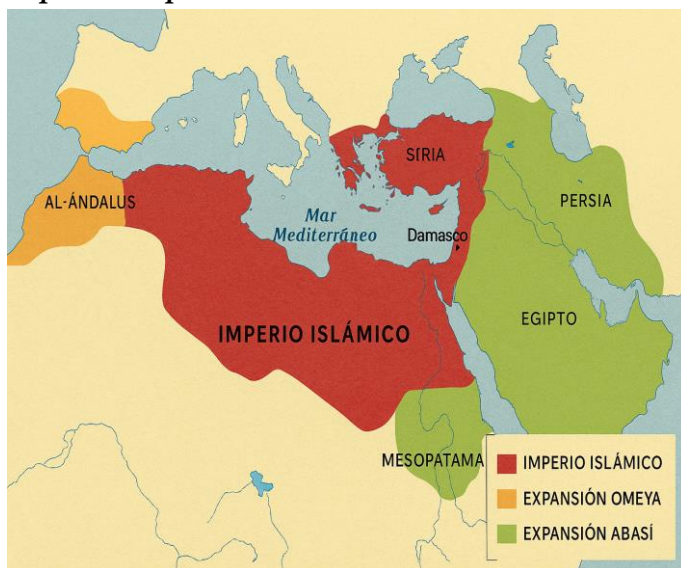 SIRIA
AL-ÁNDALUS
PERSIA
Mar
Mediterráneo
Damasco
EGIPTO
IMPERIO ISLÁMICO
MESOPATAMA
IMPERIO ISLÁMICO
EXPANSIÓN OMEYA
EXPANSIÓN ABASÍ